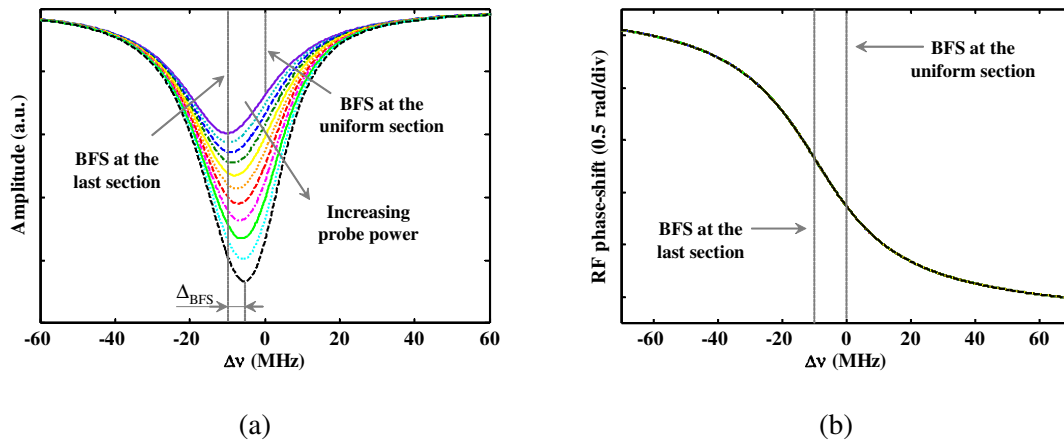 Amplitude (a.u.)
BFS at the
uniform section
BFS at the
last section
Increasing
probe power
Δ_BFS
-60 -40 -20 0 20 40 60
Δν (MHz)
(a)
RF phase-shift (0.5 rad/div)
BFS at the
uniform section
BFS at the
last section
-60 -40 -20 0 20 40 60
Δν (MHz)
(b)